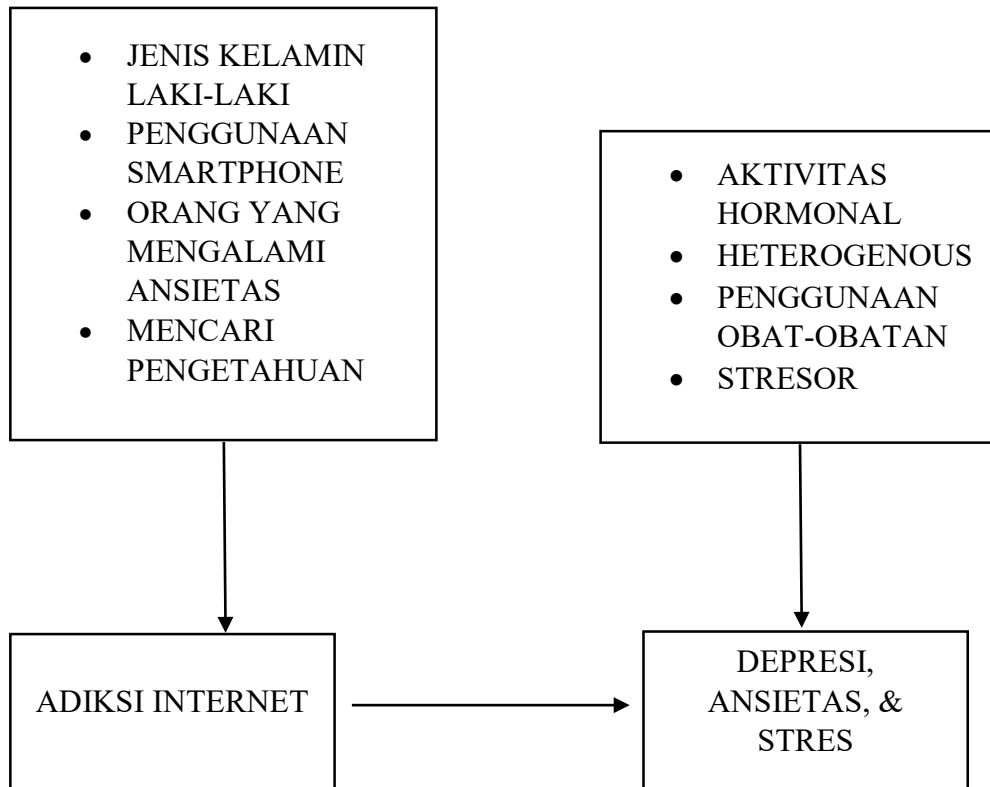 • JENIS KELAMIN
LAKI-LAKI
• PENGGUNAAN
SMARTPHONE
• ORANG YANG
MENGALAMI
ANSIETAS
• MENCARI
PENGETAHUAN
• AKTIVITAS
HORMONAL
• HETEROGENOUS
• PENGGUNAAN
OBAT-OBATAN
• STRESOR
ADIKSI INTERNET
DEPRESI,
ANSIETAS, &
STRES